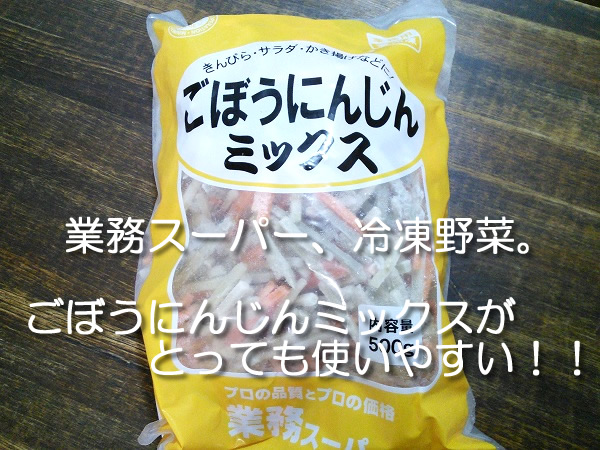 きんぴら・サラダ・かき揚げなどに!
ごぼうにんじん
ミックス
業務スーパー、冷凍野菜。
ごぼうにんじんミックスが
とっても使いやすい！！
内容量
500g
プロの品質とプロの価格
業務スーパー